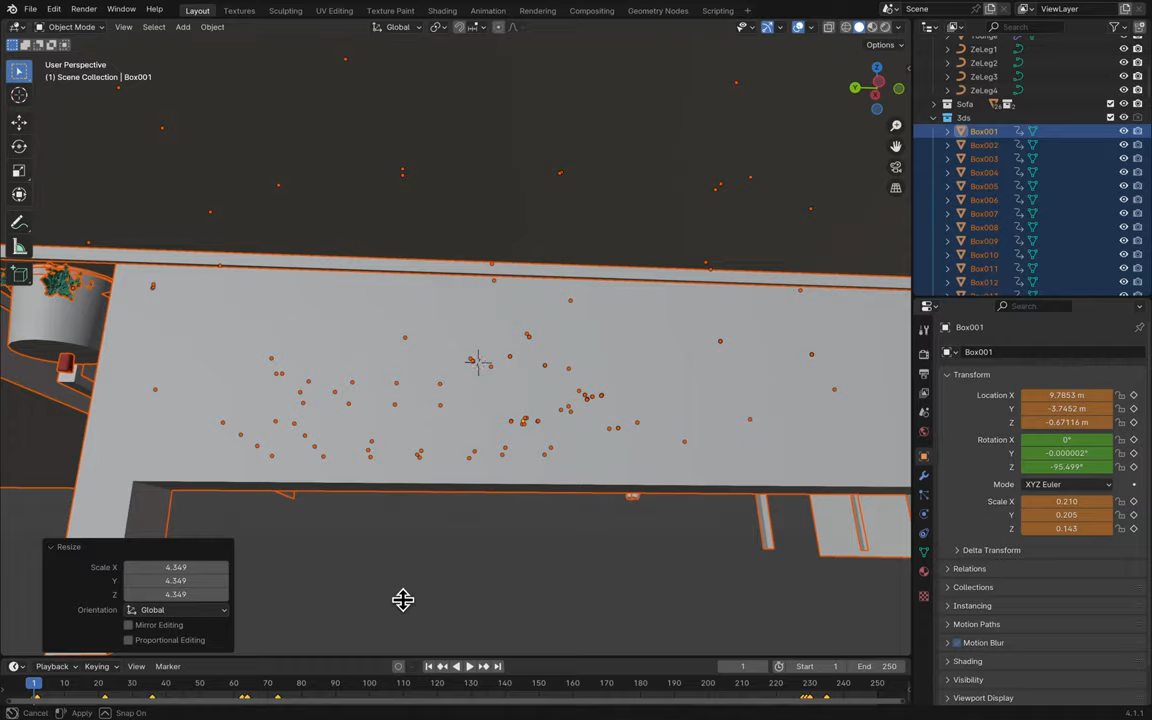 File Edit Render Window Help Layout Textures Sculpting UV Editing Texture Paint Shading Animation Rendering Compositing Geometry Nodes Scripting Scene ViewLayer
Object Mode View Select Add Object Global Search
Options
User Perspective
(1) Scene Collection | Box001
ZeLeg1
ZeLeg2
ZeLeg3
ZeLeg4
Sofa
3ds
Box001
Box002
Box003
Box004
Box005
Box006
Box007
Box008
Box009
Box010
Box011
Box012
Search
Box001
Box001
Transform
Location X 9.7853 m
Y -3.7452 m
Z -0.67116 m
Rotation X 0°
Y -0.000002°
Z -95.499°
Mode XYZ Euler
Scale X 0.210
Y 0.205
Z 0.143
Delta Transform
Relations
Collections
Instancing
Motion Paths
Motion Blur
Shading
Visibility
Viewport Display
Resize
Scale X 4.349
Y 4.349
Z 4.349
Orientation Global
Mirror Editing
Proportional Editing
Playback Keying View Marker 1 Start 1 End 250
1 10 20 30 40 50 60 70 80 90 100 110 120 130 140 150 160 170 180 190 200 210 220 230 240 250
Cancel Apply Snap On 4.1.1